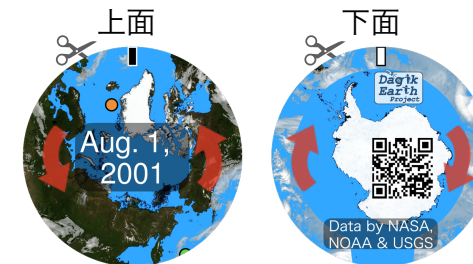 上面
下面
Aug. 1,
2001
Dagik
Earth
Project
Data by NASA,
NOAA & USGS